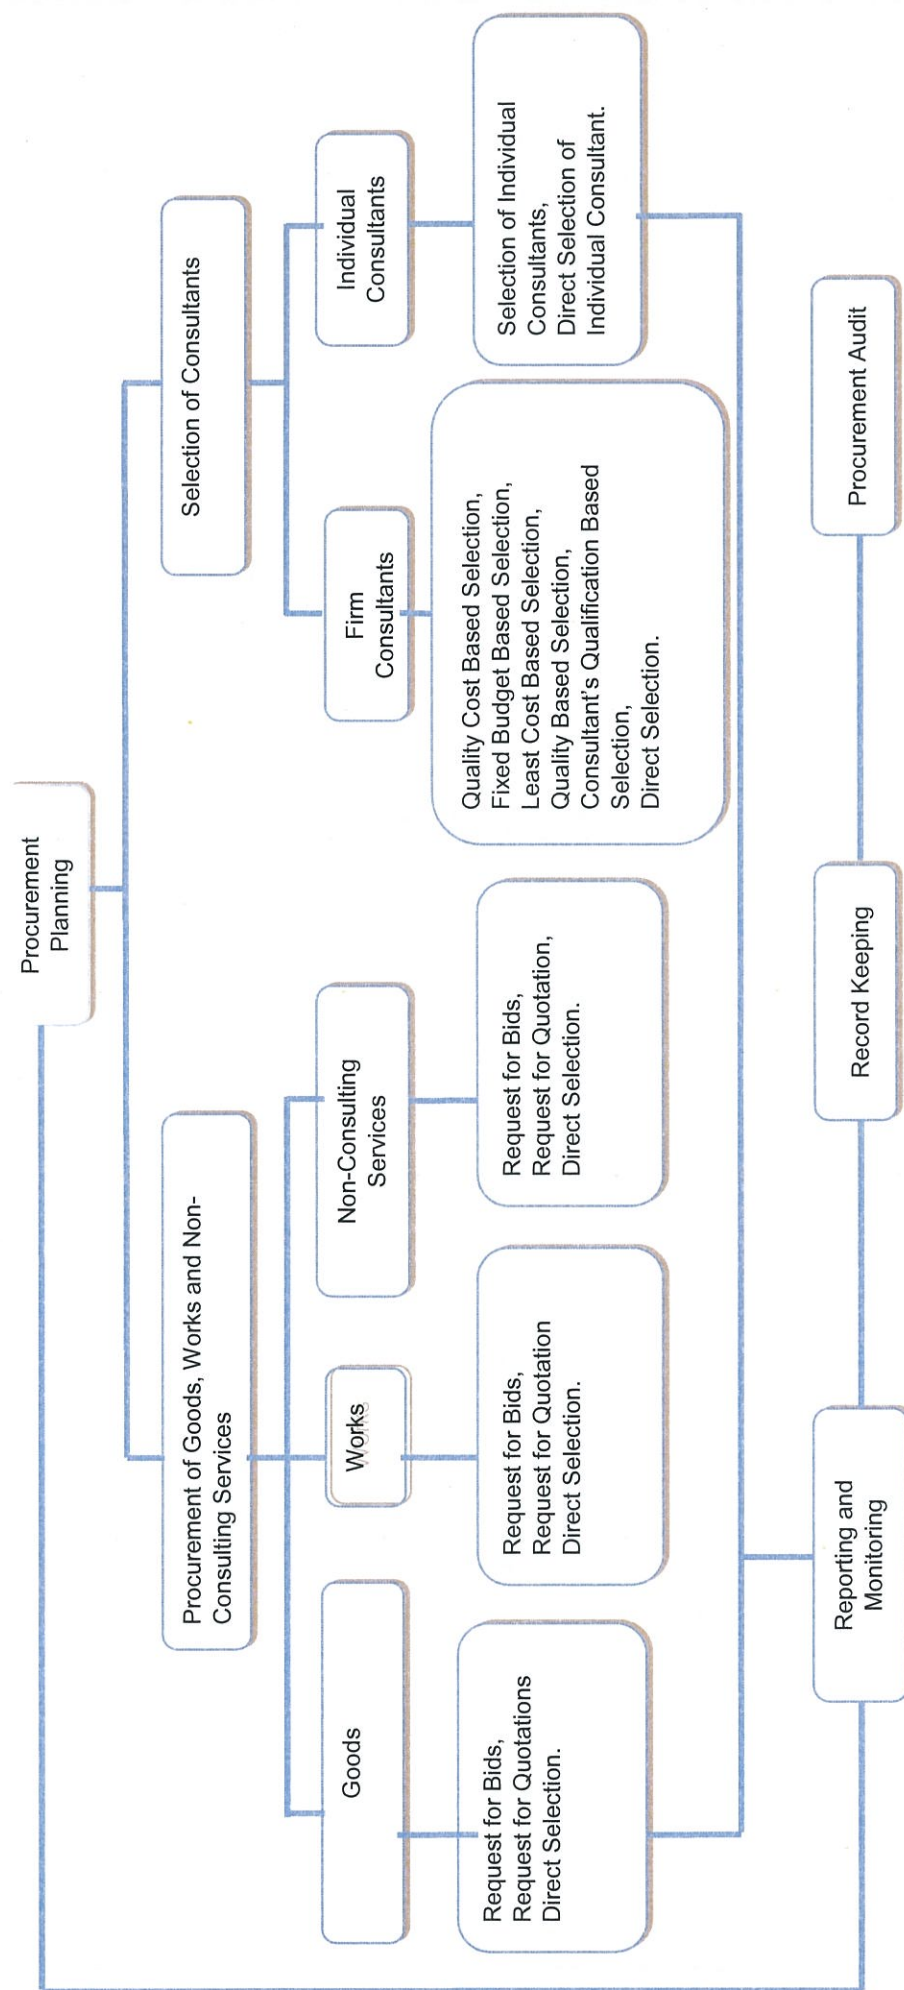 Procurement
Planning
Procurement of Goods, Works and Non-
Consulting Services
Selection of Consultants
Goods
Works
Non-Consulting
Services
Firm
Consultants
Individual
Consultants
Request for Bids,
Request for Quotations
Direct Selection.
Request for Bids,
Request for Quotation
Direct Selection.
Request for Bids,
Request for Quotation,
Direct Selection.
Quality Cost Based Selection,
Fixed Budget Based Selection,
Least Cost Based Selection,
Quality Based Selection,
Consultant's Qualification Based
Selection,
Direct Selection.
Selection of Individual
Consultants,
Direct Selection of
Individual Consultant.
Reporting and
Monitoring
Record Keeping
Procurement Audit